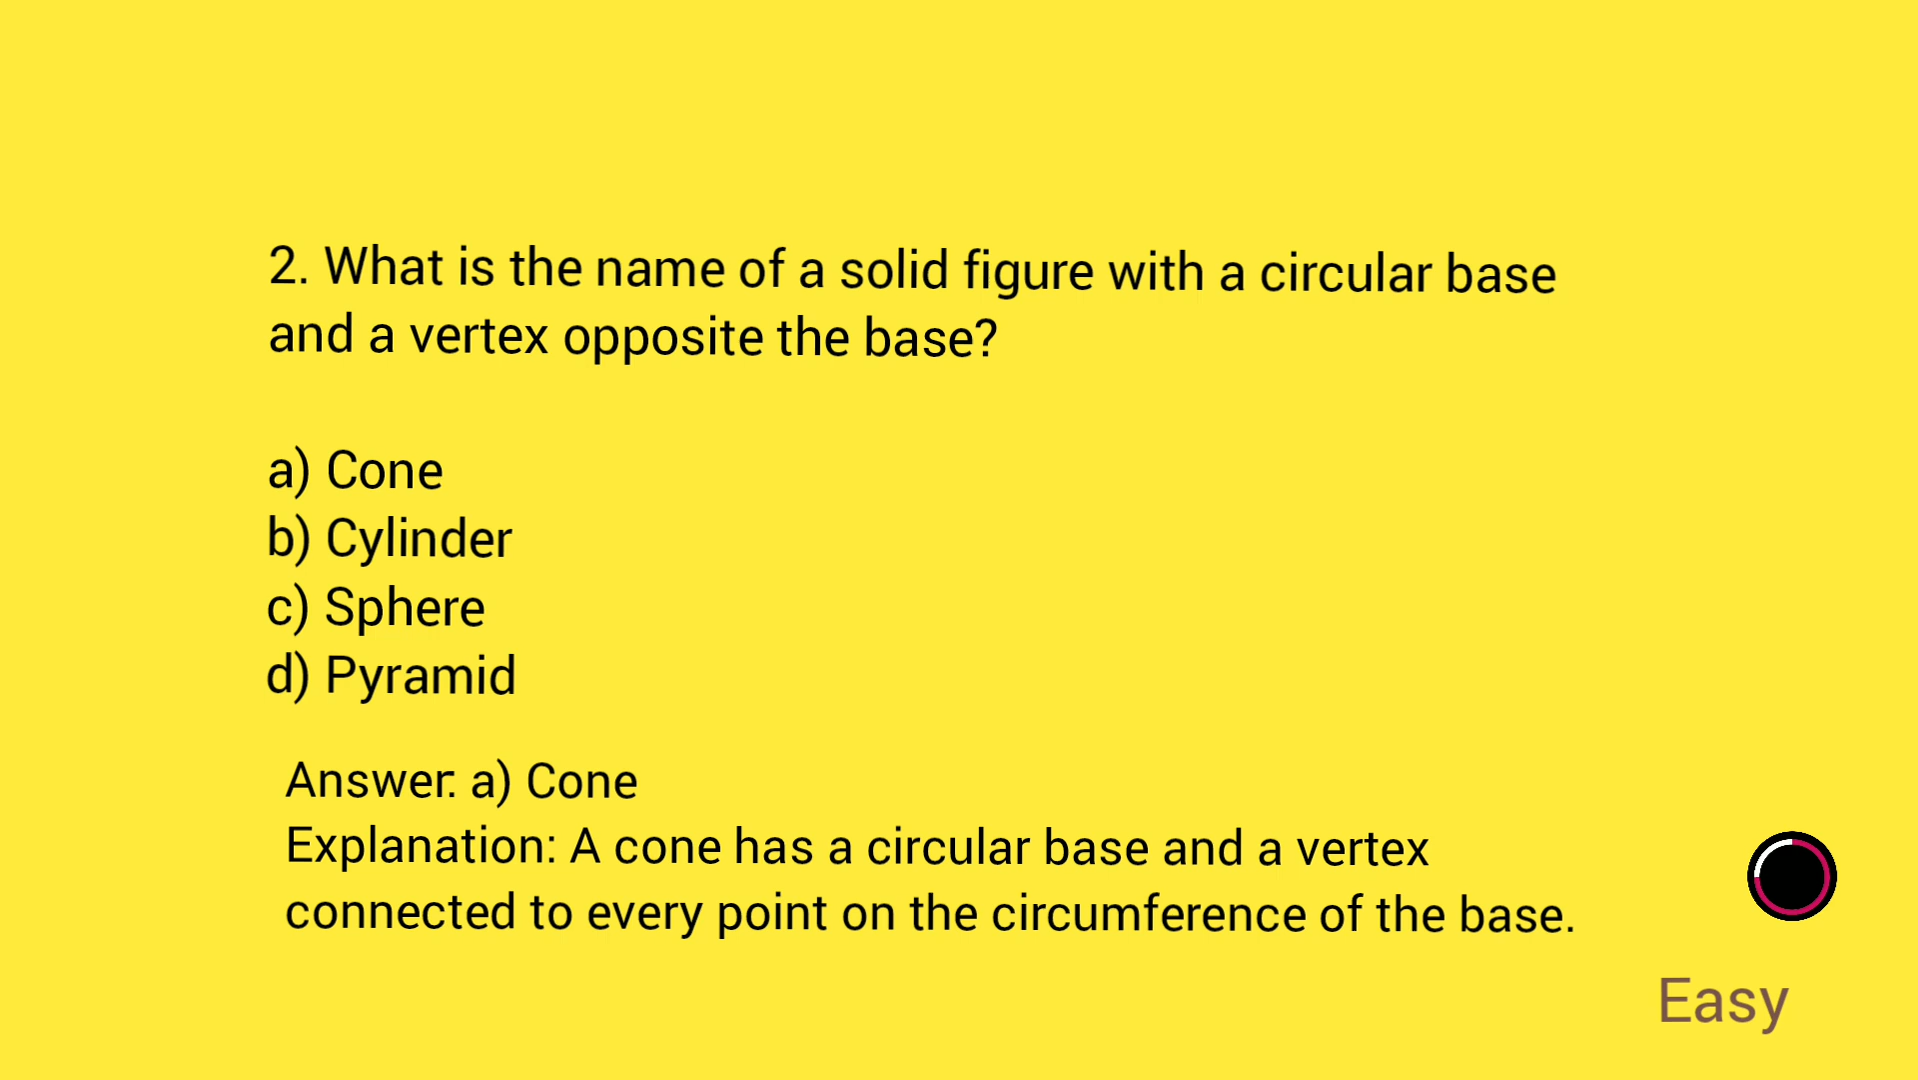 2. What is the name of a solid figure with a circular base
and a vertex opposite the base?
a) Cone
b) Cylinder
c) Sphere
d) Pyramid
Answer: a) Cone
Explanation: A cone has a circular base and a vertex
connected to every point on the circumference of the base.
Easy